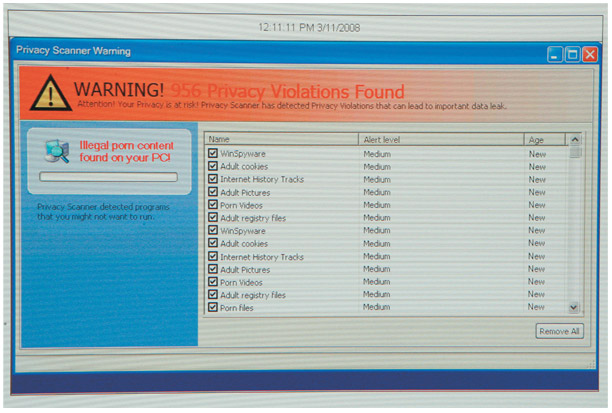 12:11:11 PM 3/11/2008
Privacy Scanner Warning
WARNING! 956 Privacy Violations Found
Attention! Your Privacy is at risk! Privacy Scanner has detected Privacy Violations that can lead to important data leak.
Illegal porn content
found on your PC!
Privacy Scanner detected programs
that you might not want to run.
Name Alert level Age
WinSpyware Medium New
Adult cookies Medium New
Internet History Tracks Medium New
Adult Pictures Medium New
Porn Videos Medium New
Adult registry files Medium New
WinSpyware Medium New
Adult cookies Medium New
Internet History Tracks Medium New
Adult Pictures Medium New
Porn Videos Medium New
Adult registry files Medium New
Porn files Medium New
Remove All